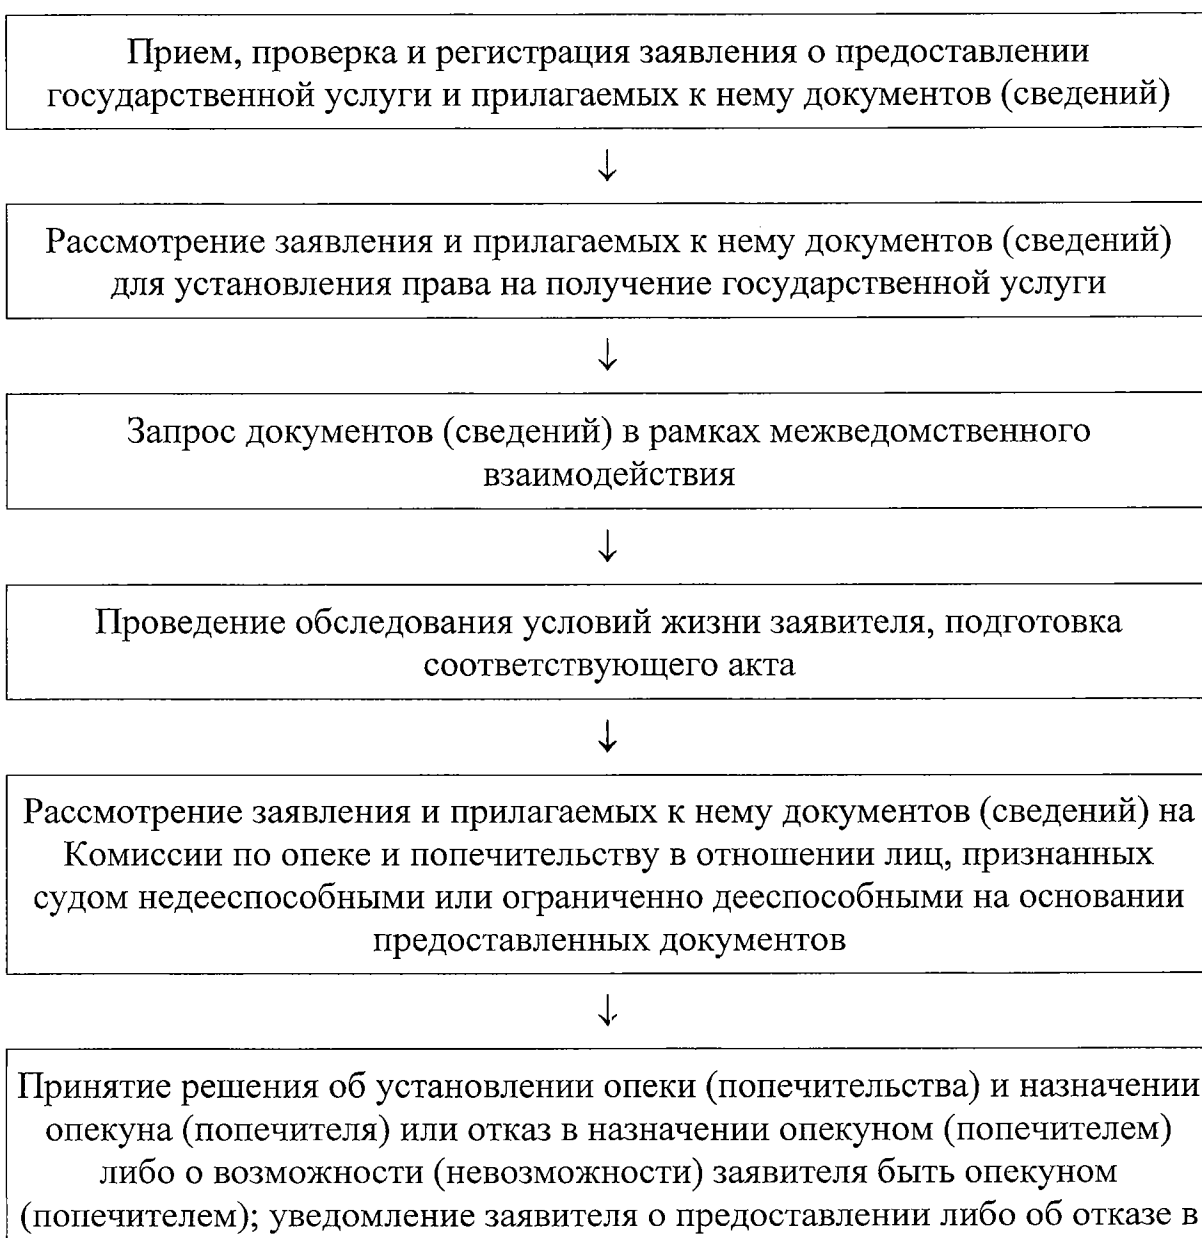 Прием, проверка и регистрация заявления о предоставлении
государственной услуги и прилагаемых к нему документов (сведений)
↓
Рассмотрение заявления и прилагаемых к нему документов (сведений)
для установления права на получение государственной услуги
↓
Запрос документов (сведений) в рамках межведомственного
взаимодействия
↓
Проведение обследования условий жизни заявителя, подготовка
соответствующего акта
↓
Рассмотрение заявления и прилагаемых к нему документов (сведений) на
Комиссии по опеке и попечительству в отношении лиц, признанных
судом недееспособными или ограниченно дееспособными на основании
предоставленных документов
↓
Принятие решения об установлении опеки (попечительства) и назначении
опекуна (попечителя) или отказ в назначении опекуном (попечителем)
либо о возможности (невозможности) заявителя быть опекуном
(попечителем); уведомление заявителя о предоставлении либо об отказе в